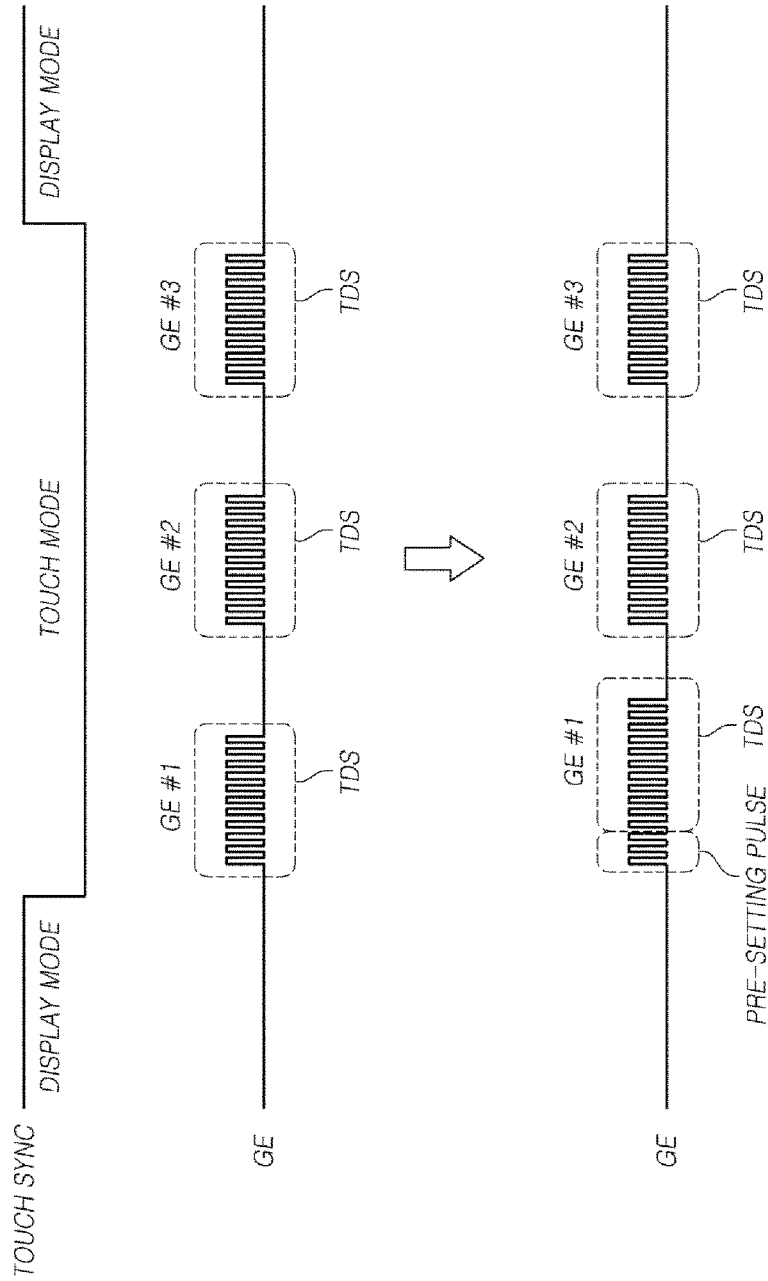 TOUCH SYNC
DISPLAY MODE
TOUCH MODE
DISPLAY MODE
GE #1
GE #2
GE #3
GE
TDS
TDS
TDS
GE #1
GE #2
GE #3
GE
PRE-SETTING PULSE
TDS
TDS
TDS